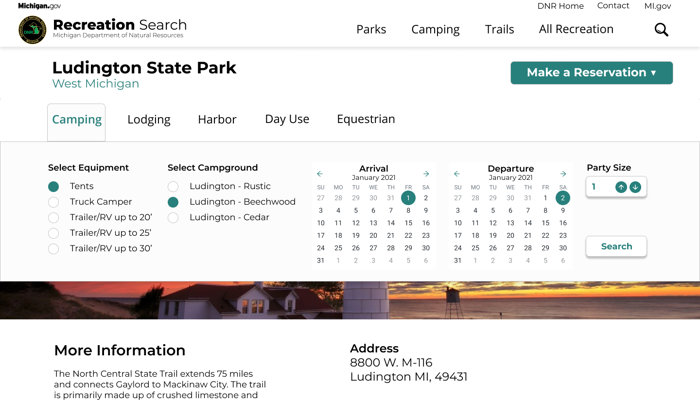 Michigan.gov
DNR Home Contact MI.gov
Recreation Search
Michigan Department of Natural Resources
Parks Camping Trails All Recreation
Ludington State Park
West Michigan
Make a Reservation ▾
Camping Lodging Harbor Day Use Equestrian
Select Equipment
Tents
Truck Camper
Trailer/RV up to 20'
Trailer/RV up to 25'
Trailer/RV up to 30'
Select Campground
Ludington - Rustic
Ludington - Beechwood
Ludington - Cedar
← Arrival →
January 2021
SU MO TU WE TH FR SA
27 28 29 30 31 1 2
3 4 5 6 7 8 9
10 11 12 13 14 15 16
17 18 19 20 21 22 23
24 25 26 27 28 29 30
31 1 2 3 4 5 6
← Departure →
January 2021
SU MO TU WE TH FR SA
27 28 29 30 31 1 2
3 4 5 6 7 8 9
10 11 12 13 14 15 16
17 18 19 20 21 22 23
24 25 26 27 28 29 30
31 1 2 3 4 5 6
Party Size
1
Search
More Information
The North Central State Trail extends 75 miles
and connects Gaylord to Mackinaw City. The trail
is primarily made up of crushed limestone and
Address
8800 W. M-116
Ludington MI, 49431